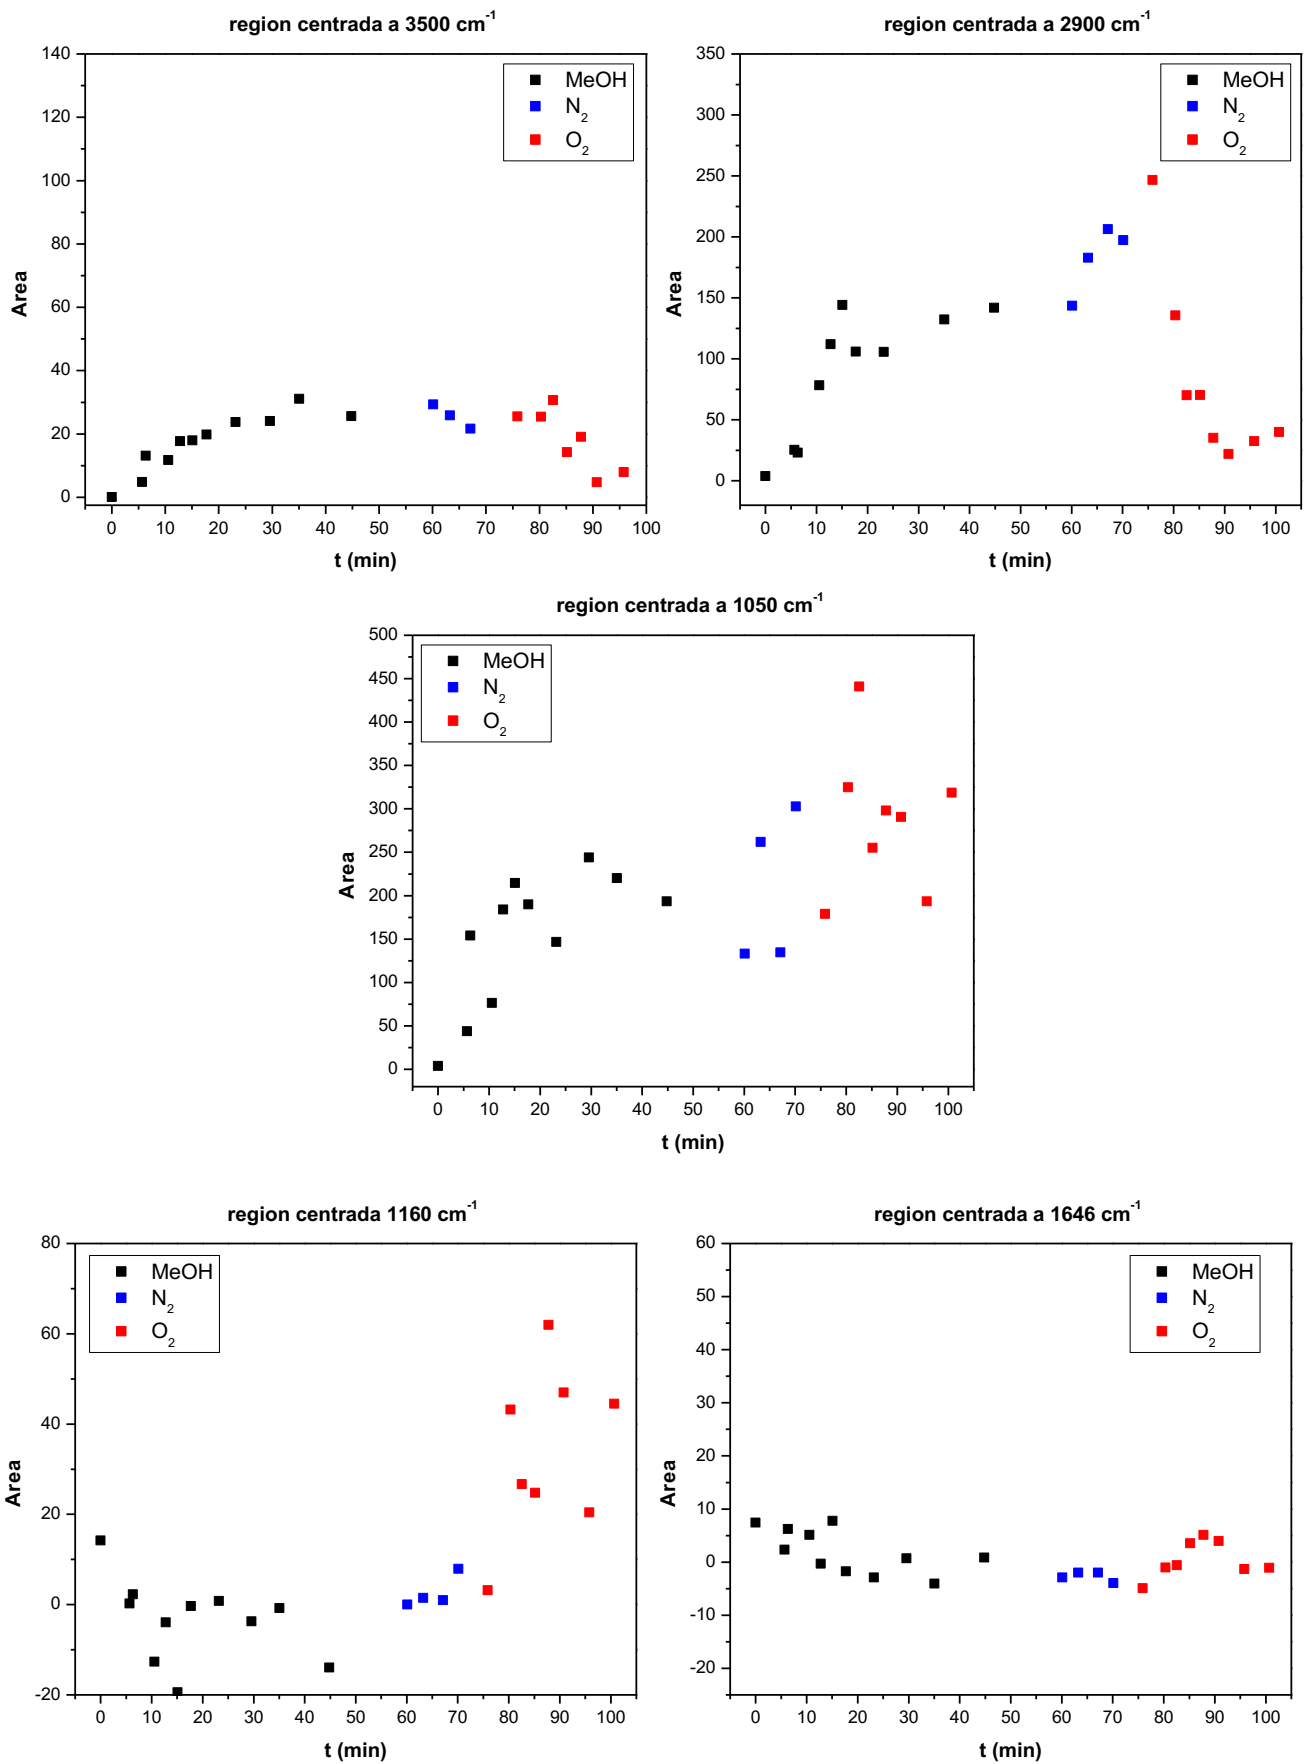 region centrada a 3500 cm⁻¹
140
120
100
80
60
40
20
0
Area
MeOH
N₂
O₂
0 10 20 30 40 50 60 70 80 90 100
t (min)
region centrada a 2900 cm⁻¹
350
300
250
200
150
100
50
0
Area
MeOH
N₂
O₂
0 10 20 30 40 50 60 70 80 90 100
t (min)
region centrada a 1050 cm⁻¹
500
450
400
350
300
250
200
150
100
50
0
Area
MeOH
N₂
O₂
0 10 20 30 40 50 60 70 80 90 100
t (min)
region centrada 1160 cm⁻¹
80
60
40
20
0
-20
Area
MeOH
N₂
O₂
0 10 20 30 40 50 60 70 80 90 100
t (min)
region centrada a 1646 cm⁻¹
60
50
40
30
20
10
0
-10
-20
Area
MeOH
N₂
O₂
0 10 20 30 40 50 60 70 80 90 100
t (min)